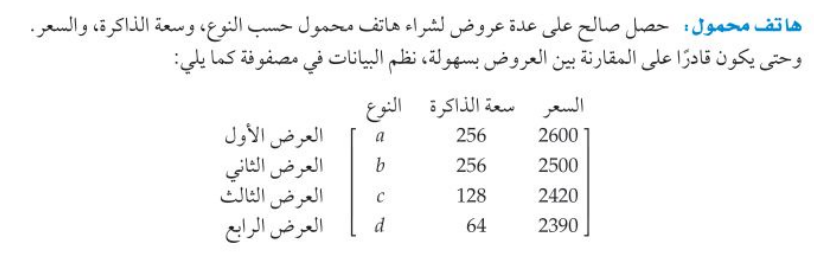 هاتف محمول: حصل صالح على عدة عروض لشراء هاتف محمول حسب النوع، وسعة الذاكرة، والسعر.
وحتى يكون قادرًا على المقارنة بين العروض بسهولة، نظم البيانات في مصفوفة كما يلي:
النوع سعة الذاكرة السعر
العرض الأول a 256 2600
العرض الثاني b 256 2500
العرض الثالث c 128 2420
العرض الرابع d 64 2390